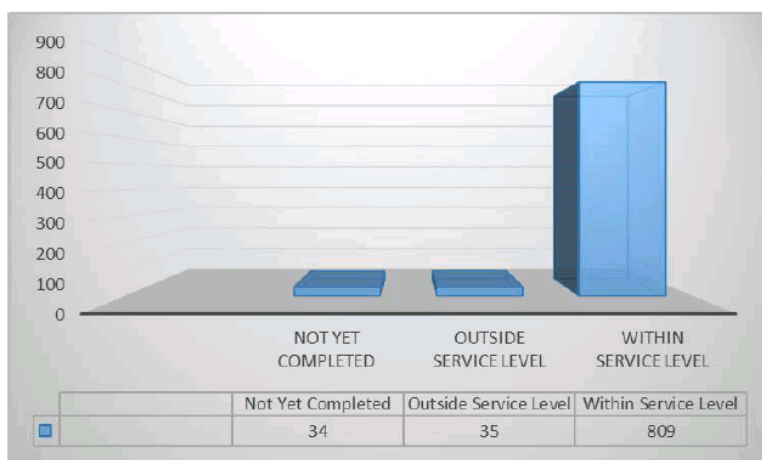 900
800
700
600
500
400
300
200
100
0
NOT YET COMPLETED
OUTSIDE SERVICE LEVEL
WITHIN SERVICE LEVEL
Not Yet Completed Outside Service Level Within Service Level
34 35 809